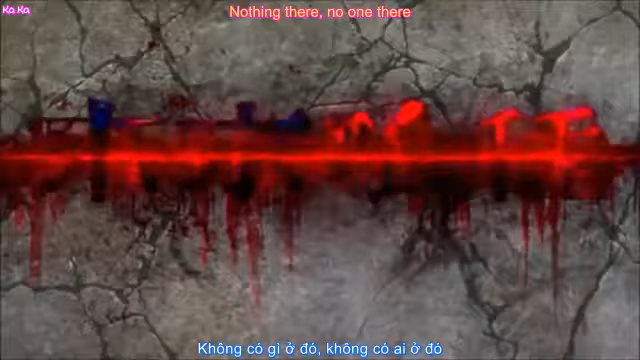 Ka Ka
Nothing there, no one there
Không có gì ở đó, không có ai ở đó